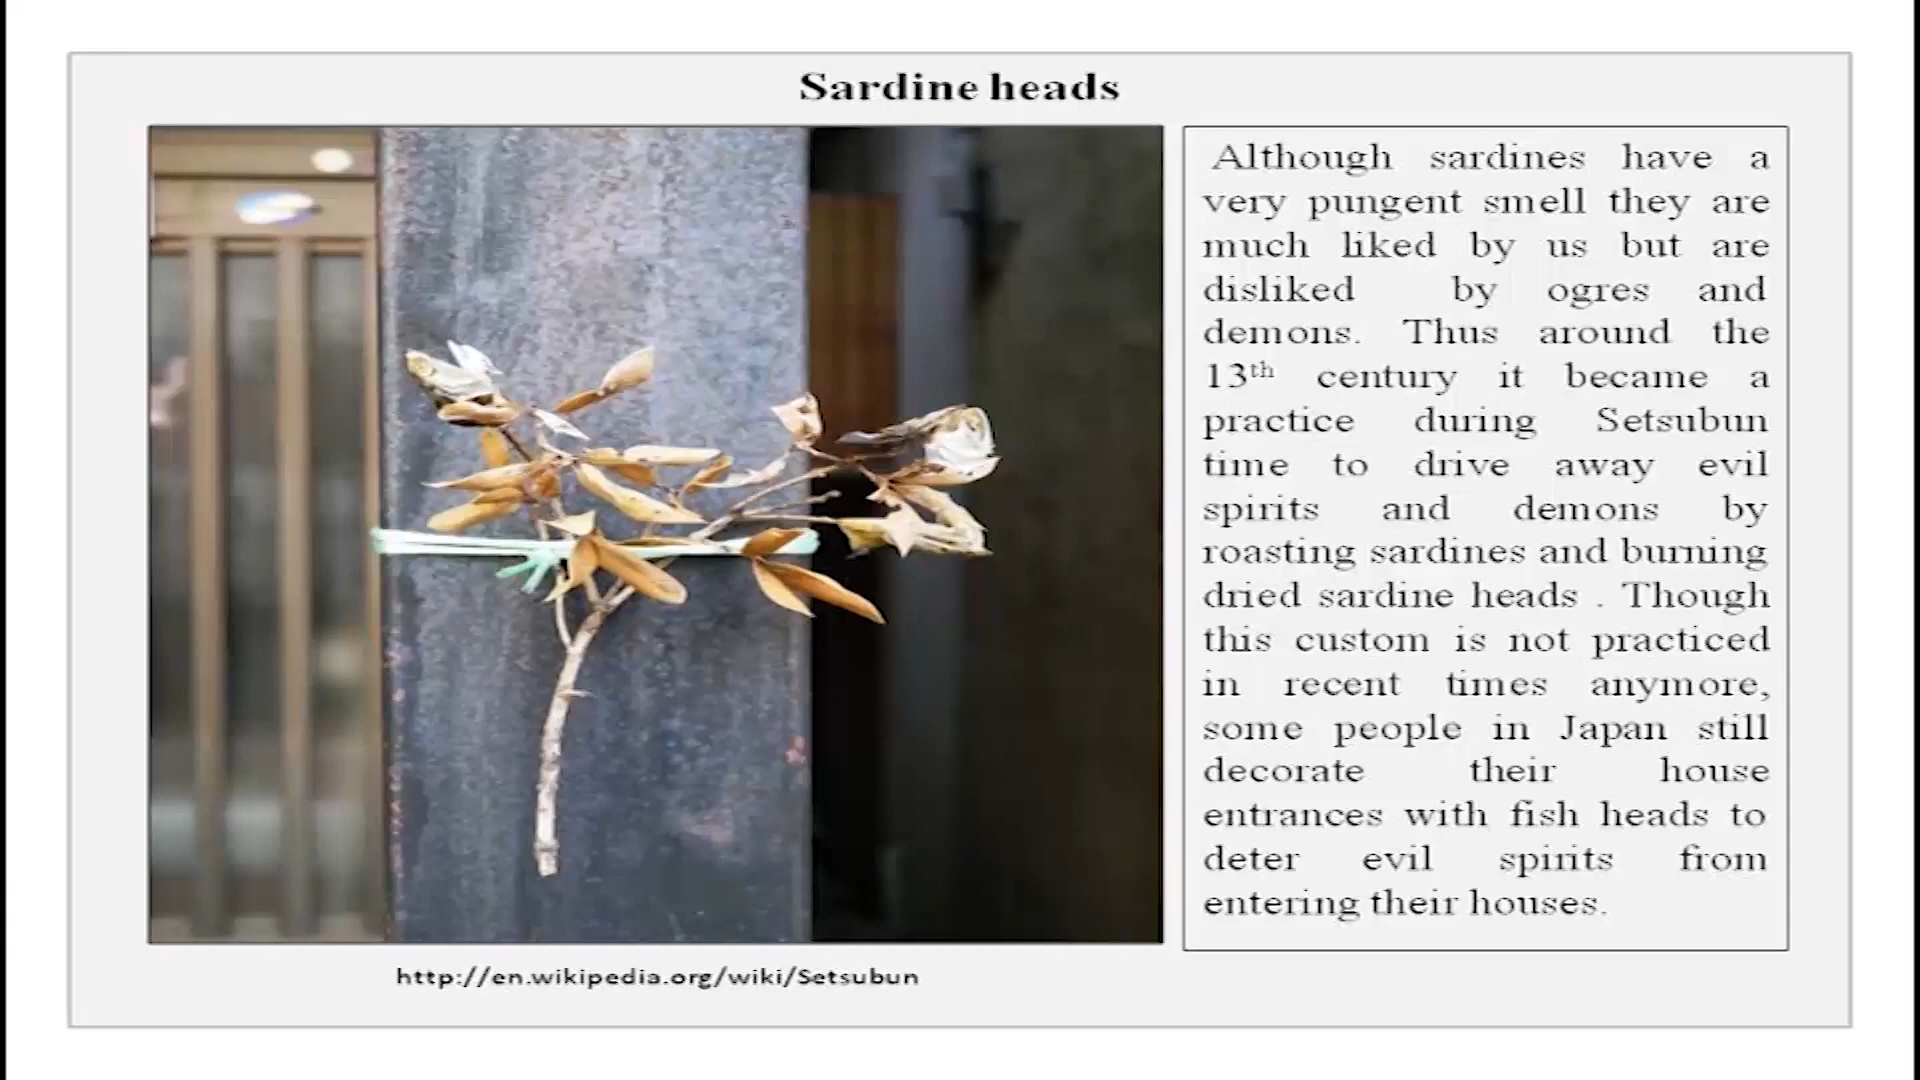 Sardine heads
Although sardines have a
very pungent smell they are
much liked by us but are
disliked by ogres and
demons. Thus around the
13th century it became a
practice during Setsubun
time to drive away evil
spirits and demons by
roasting sardines and burning
dried sardine heads . Though
this custom is not practiced
in recent times anymore,
some people in Japan still
decorate their house
entrances with fish heads to
deter evil spirits from
entering their houses.
http://en.wikipedia.org/wiki/Setsubun